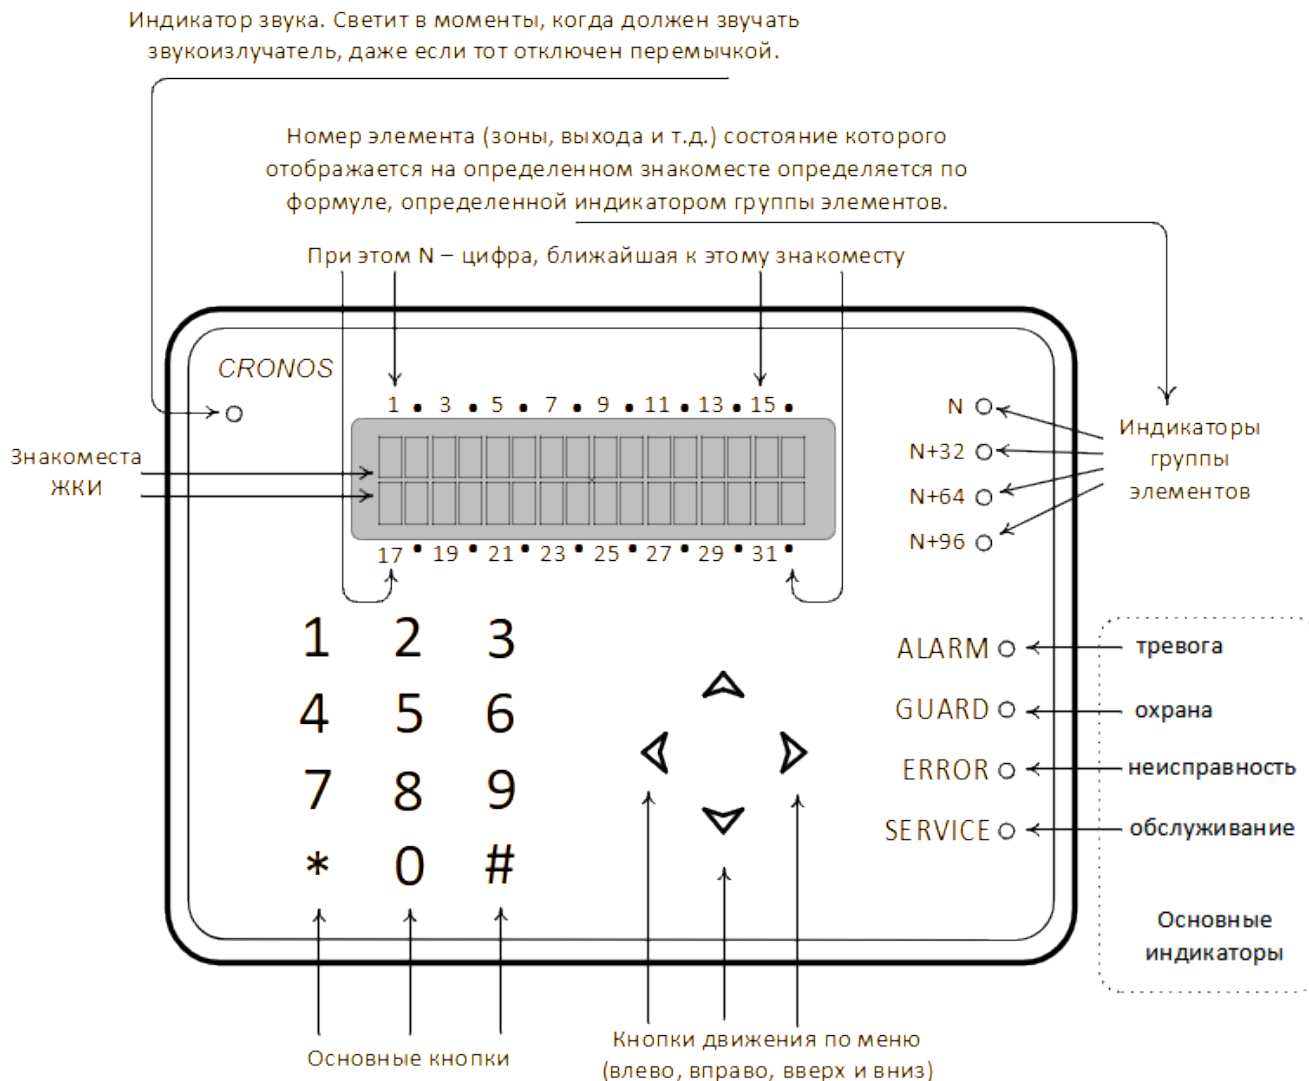 Индикатор звука. Светит в моменты, когда должен звучать
звукоизлучатель, даже если тот отключен перемычкой.
Номер элемента (зоны, выхода и т.д.) состояние которого
отображается на определенном знакоместе определяется по
формуле, определенной индикатором группы элементов.
При этом N – цифра, ближайшая к этому знакоместу
CRONOS
1 • 3 • 5 • 7 • 9 • 11 • 13 • 15 •
N
N+32
N+64
N+96
Индикаторы
группы
элементов
Знакоместа
ЖКИ
17 • 19 • 21 • 23 • 25 • 27 • 29 • 31 •
1 2 3
4 5 6
7 8 9
* 0 #
ALARM
тревога
GUARD
охрана
ERROR
неисправность
SERVICE
обслуживание
Основные
индикаторы
Основные кнопки
Кнопки движения по меню
(влево, вправо, вверх и вниз)